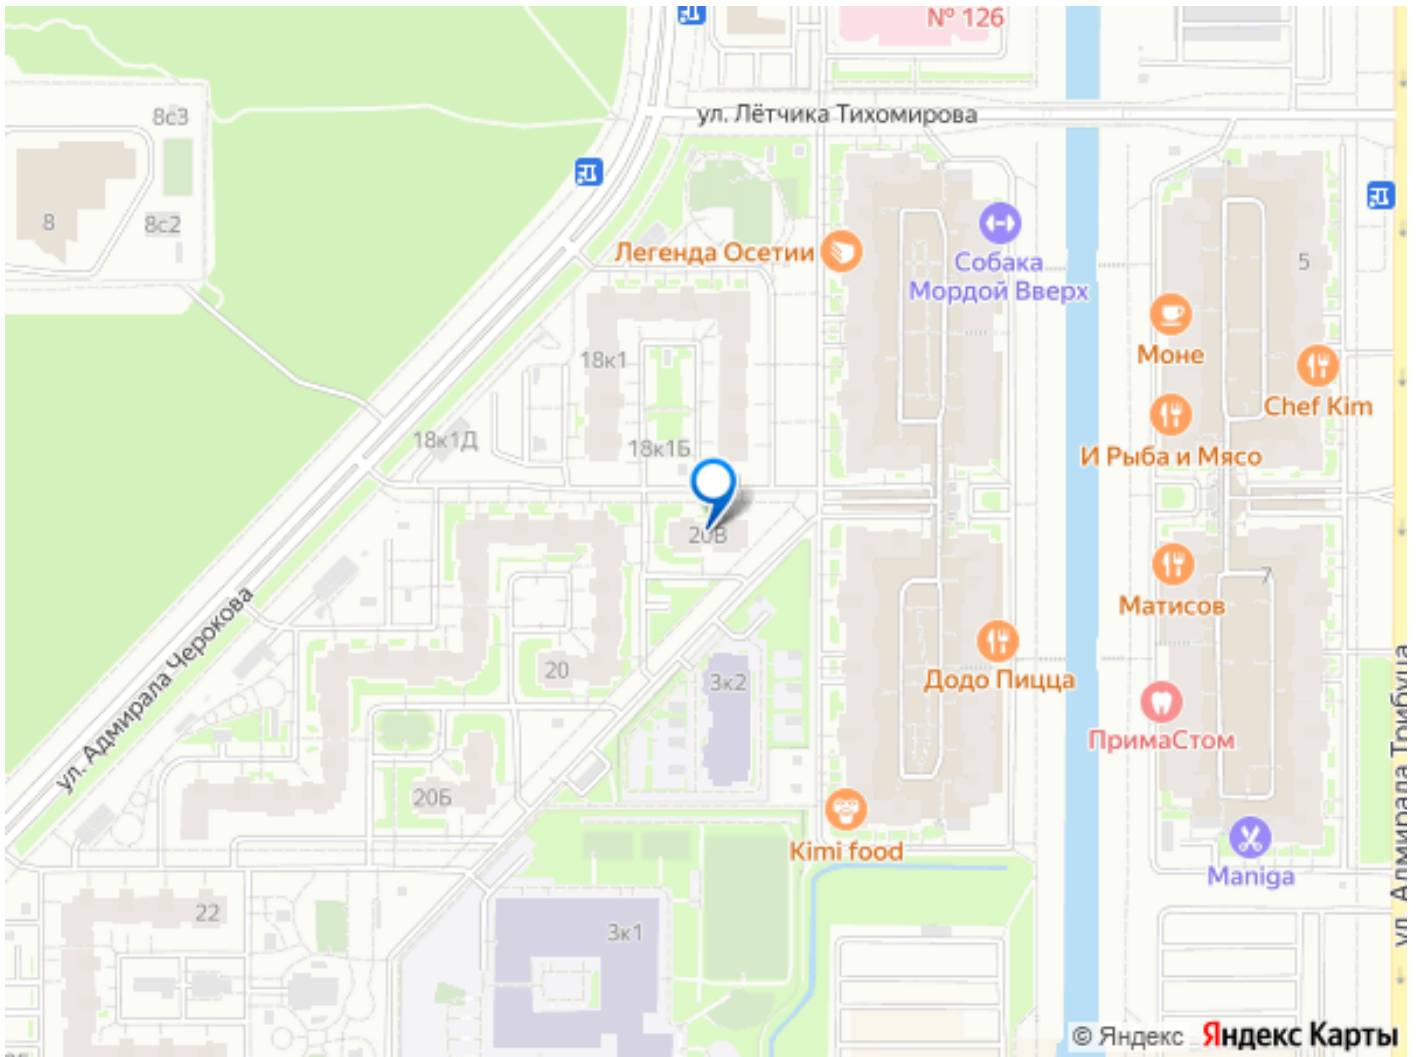 № 126
8с3
ул. Лётчика Тихомирова
8
8с2
Легенда Осетии
Собака
Мордой Вверх
5
18к1
Моне
Chef Kim
18к1Д
18к1Б
И Рыба и Мясо
20В
7
Матисов
ул. Адмирала Черокова
20
3к2
Додо Пицца
ПримаСтом
ул. Адмирала Трибуца
20Б
Kimi food
Maniga
22
3к1
© Яндекс Яндекс Карты